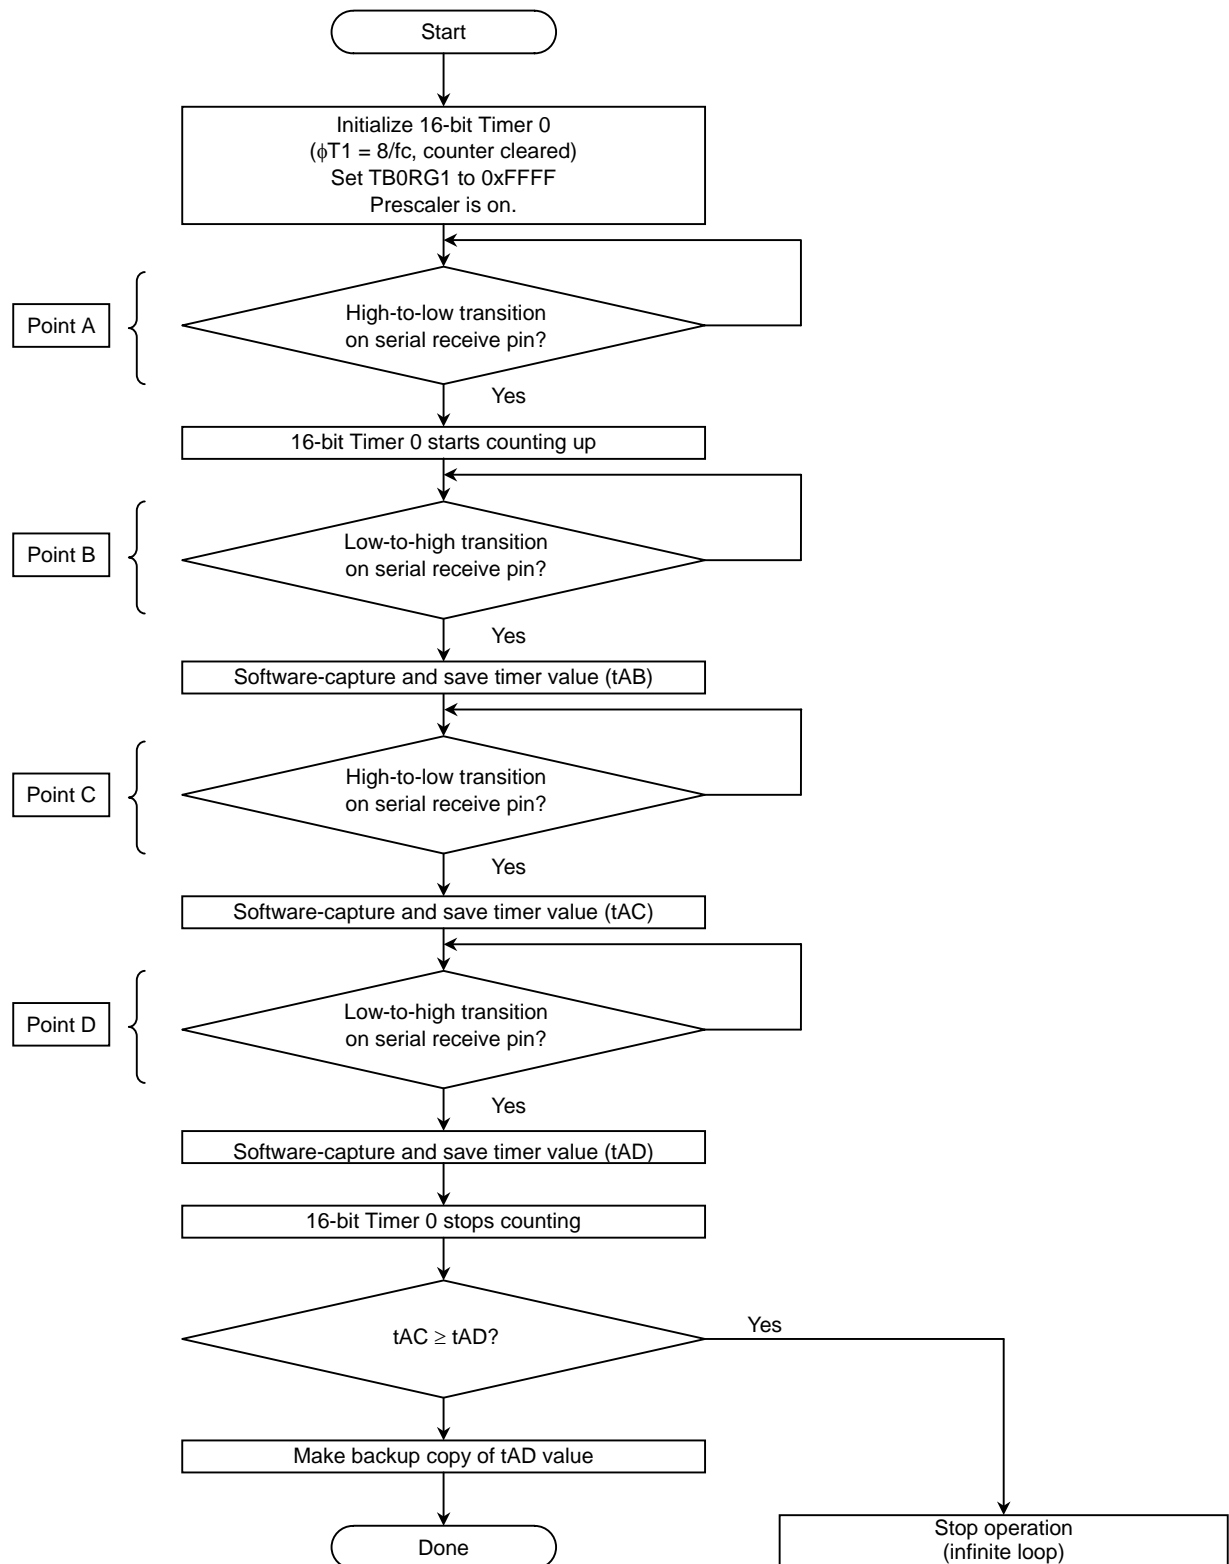 Start
Initialize 16-bit Timer 0
(ϕT1 = 8/fc, counter cleared)
Set TB0RG1 to 0xFFFF
Prescaler is on.
Point A
High-to-low transition
on serial receive pin?
Yes
16-bit Timer 0 starts counting up
Point B
Low-to-high transition
on serial receive pin?
Yes
Software-capture and save timer value (tAB)
Point C
High-to-low transition
on serial receive pin?
Yes
Software-capture and save timer value (tAC)
Point D
Low-to-high transition
on serial receive pin?
Yes
Software-capture and save timer value (tAD)
16-bit Timer 0 stops counting
tAC ≥ tAD?
Yes
Make backup copy of tAD value
Done
Stop operation
(infinite loop)